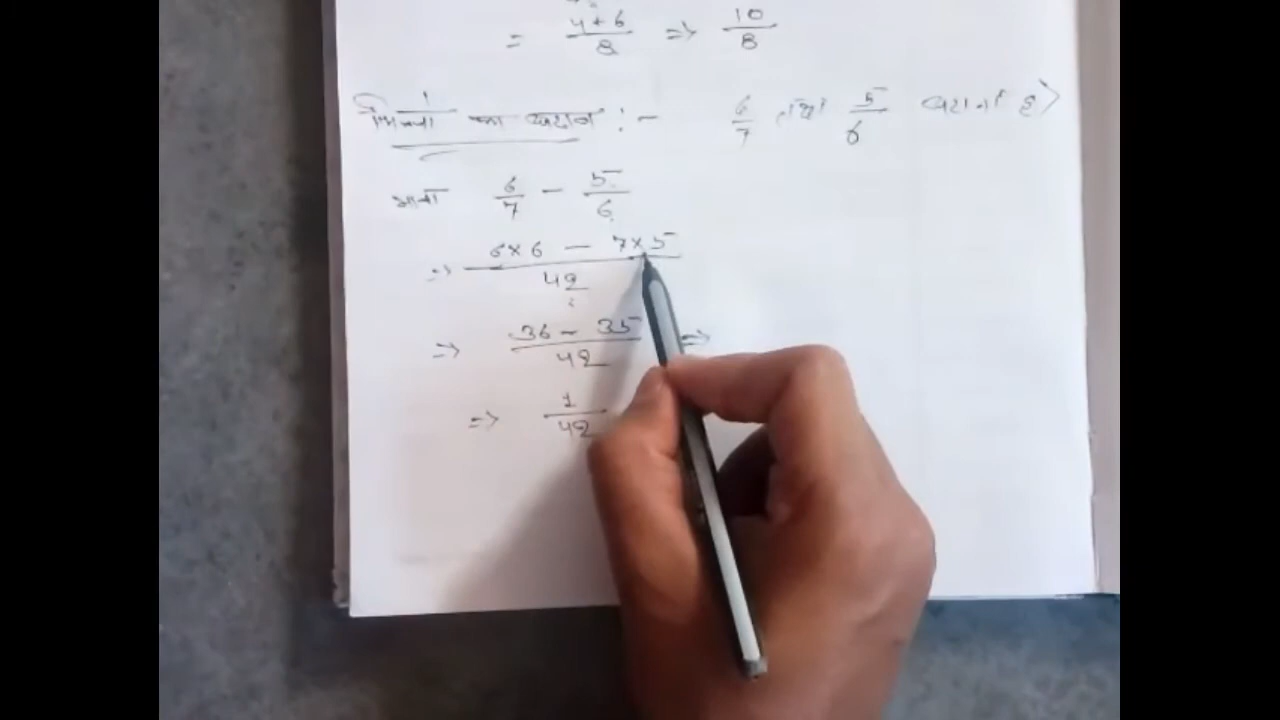 = 4+6/8 => 10/8
भिन्नों का घटाव :- 6/7 तथा 5/6 घटाना है
माना 6/7 - 5/6
=> 6×6 - 7×5/42
=> 36 - 35/42 =>
=> 1/42